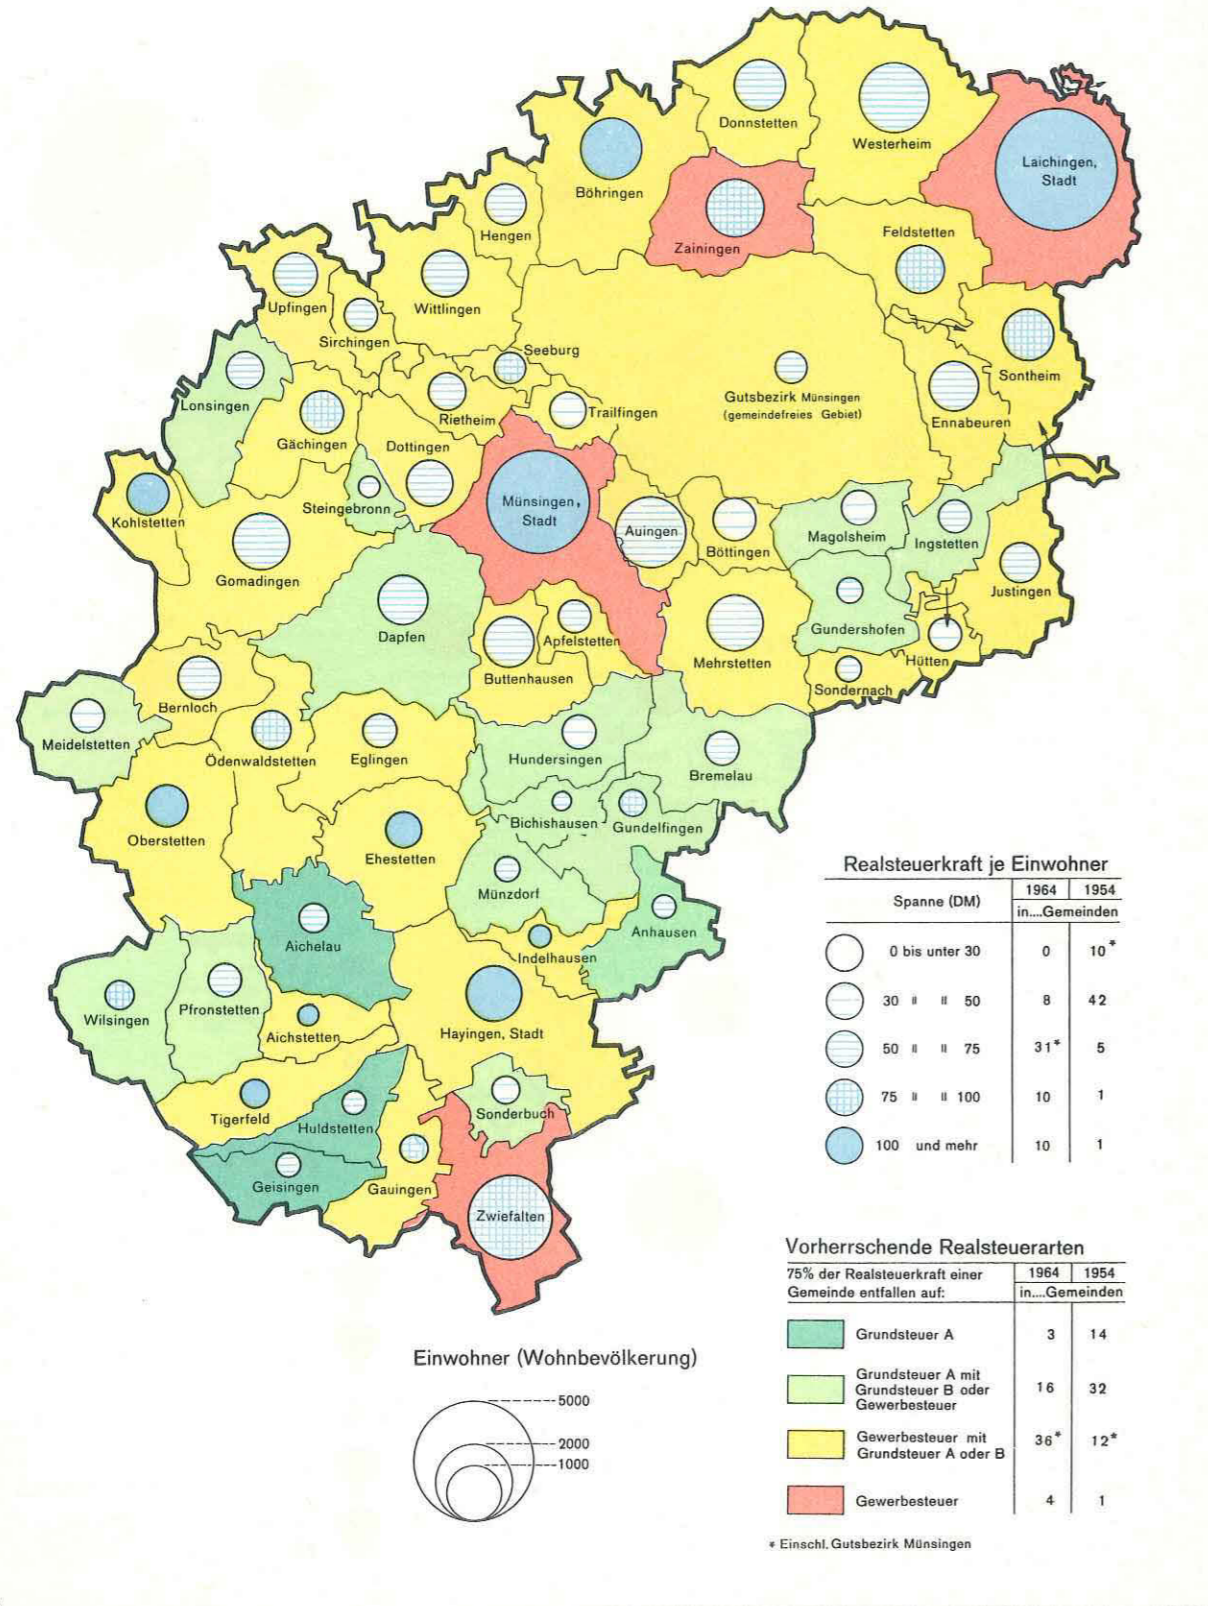 Donnstetten
Westerheim
Laichingen,
Stadt
Böhringen
Zainingen
Hengen
Feldstetten
Upfingen
Wittlingen
Sirchingen
Seeburg
Sontheim
Lonsingen
Rietheim
Trailfingen
Gutsbezirk Münsingen
(gemeindefreies Gebiet)
Ennabeuren
Gächingen
Dottingen
Kohlstetten
Steingebronn
Münsingen,
Stadt
Auingen
Böttingen
Magolsheim
Ingstetten
Gomadingen
Justingen
Dapfen
Apfelstetten
Gundershofen
Buttenhausen
Mehrstetten
Hütten
Sondernach
Bernloch
Meidelstetten
Ödenwaldstetten
Eglingen
Hundersingen
Bremelau
Oberstetten
Bichishausen
Gundelfingen
Ehestetten
Münzdorf
Aichelau
Anhausen
Indelhausen
Wilsingen
Pfronstetten
Aichstetten
Hayingen, Stadt
Tigerfeld
Huldstetten
Sonderbuch
Geisingen
Gauingen
Zwiefalten
Realsteuerkraft je Einwohner
Spanne (DM) 1964 1954
in....Gemeinden
0 bis unter 30 0 10*
30 " " 50 8 42
50 " " 75 31* 5
75 " " 100 10 1
100 und mehr 10 1
Vorherrschende Realsteuerarten
75% der Realsteuerkraft einer 1964 1954
Gemeinde entfallen auf: in....Gemeinden
Grundsteuer A 3 14
Grundsteuer A mit
Grundsteuer B oder 16 32
Gewerbesteuer
Gewerbesteuer mit 36* 12*
Grundsteuer A oder B
Gewerbesteuer 4 1
* Einschl. Gutsbezirk Münsingen
Einwohner (Wohnbevölkerung)
5000
2000
1000